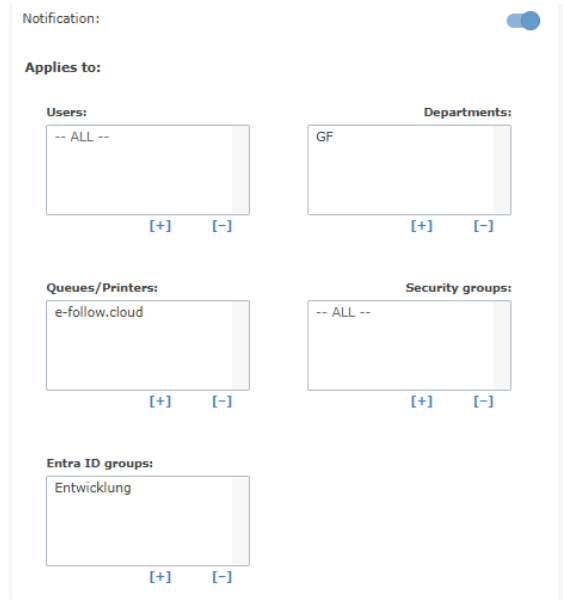 Notification:
Applies to:
Users:
-- ALL --
[+] [-]
Departments:
GF
[+] [-]
Queues/Printers:
e-follow.cloud
[+] [-]
Security groups:
-- ALL --
[+] [-]
Entra ID groups:
Entwicklung
[+] [-]